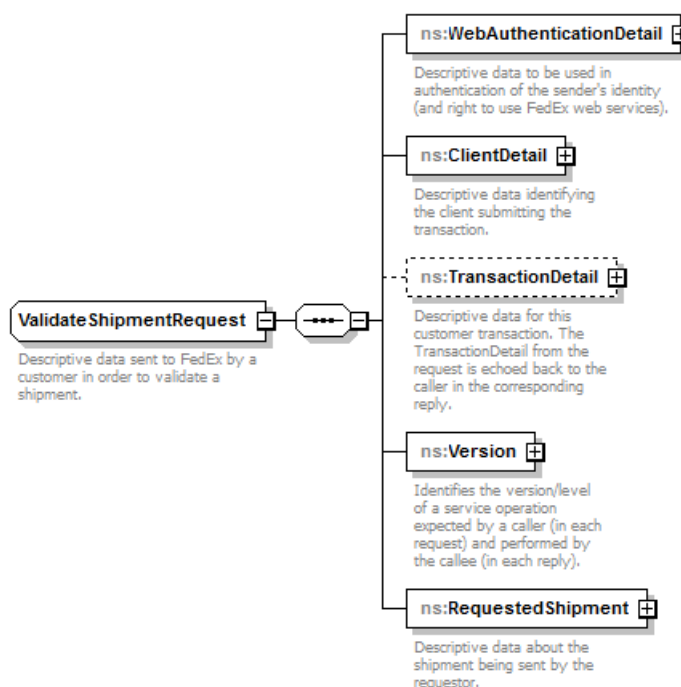 ns:WebAuthenticationDetail
Descriptive data to be used in
authentication of the sender's identity
(and right to use FedEx web services).
ns:ClientDetail
Descriptive data identifying
the client submitting the
transaction.
ns:TransactionDetail
Descriptive data for this
customer transaction. The
TransactionDetail from the
request is echoed back to the
caller in the corresponding
reply.
ValidateShipmentRequest
Descriptive data sent to FedEx by a
customer in order to validate a
shipment.
ns:Version
Identifies the version/level
of a service operation
expected by a caller (in each
request) and performed by
the callee (in each reply).
ns:RequestedShipment
Descriptive data about the
shipment being sent by the
requestor.